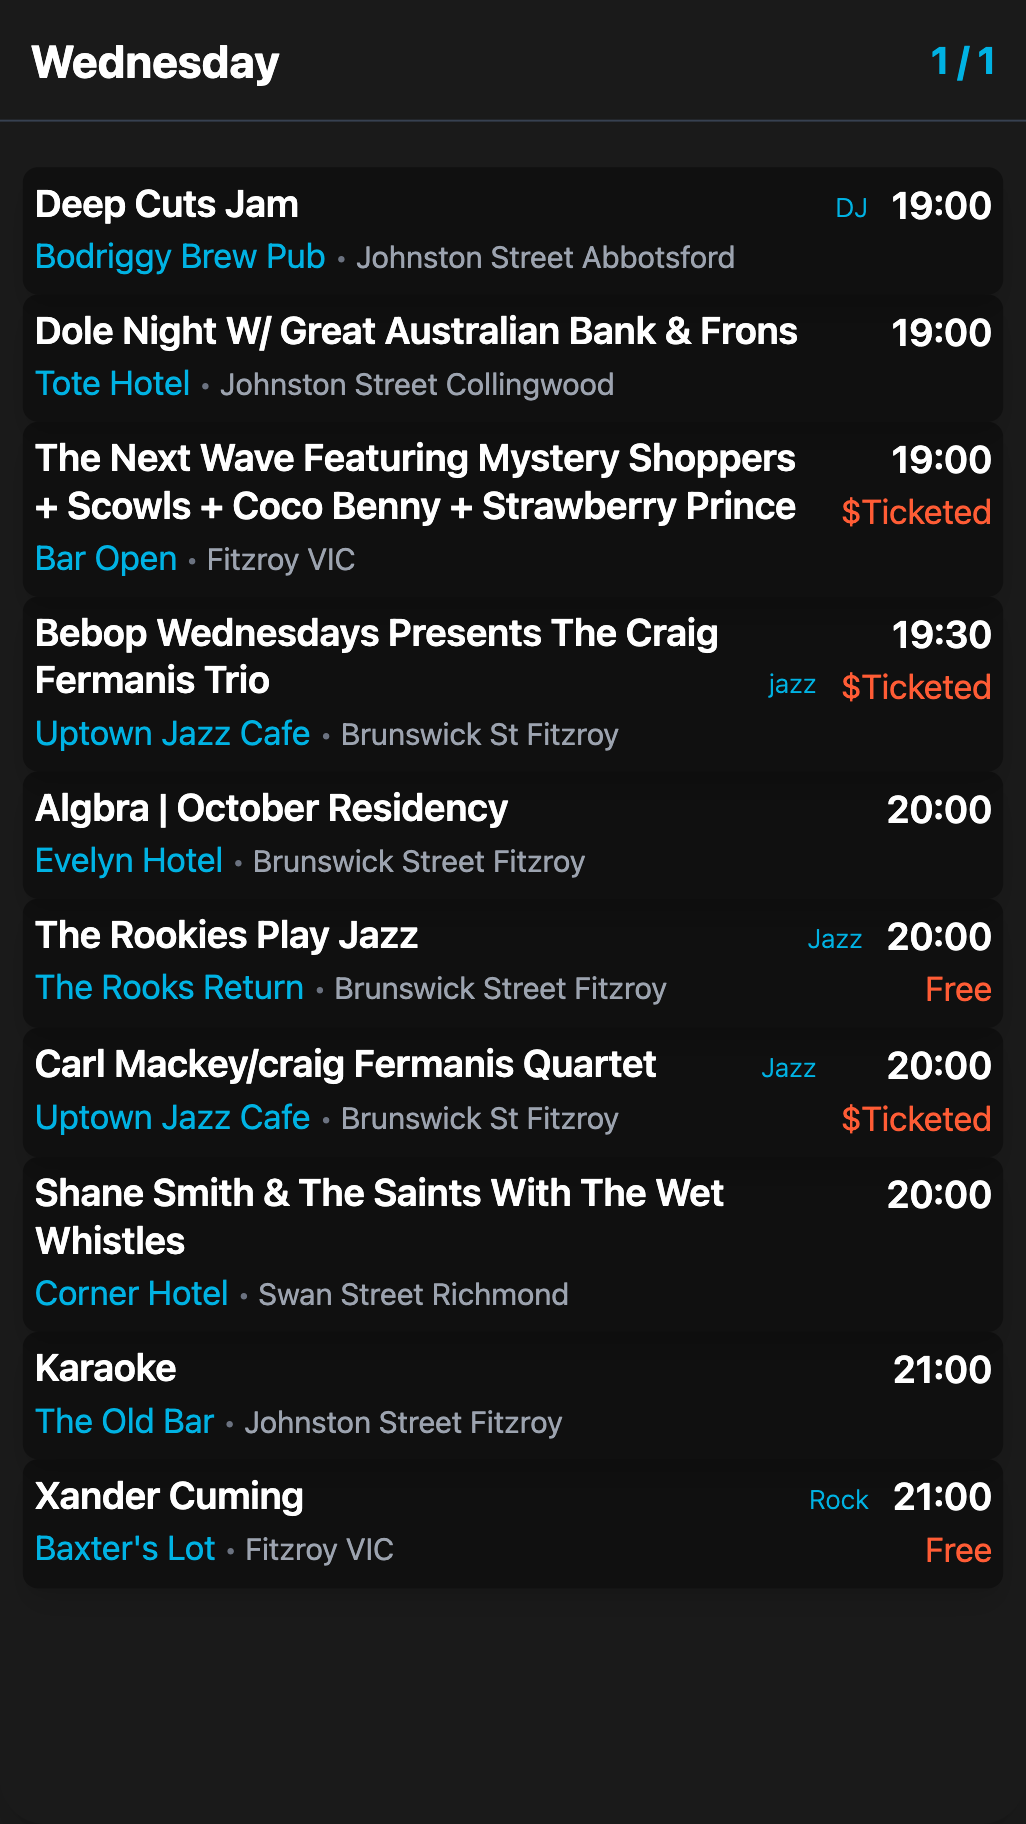 Wednesday 1 / 1
Deep Cuts Jam DJ 19:00
Bodriggy Brew Pub • Johnston Street Abbotsford
Dole Night W/ Great Australian Bank & Frons 19:00
Tote Hotel • Johnston Street Collingwood
The Next Wave Featuring Mystery Shoppers 19:00
+ Scowls + Coco Benny + Strawberry Prince $Ticketed
Bar Open • Fitzroy VIC
Bebop Wednesdays Presents The Craig 19:30
Fermanis Trio jazz $Ticketed
Uptown Jazz Cafe • Brunswick St Fitzroy
Algbra | October Residency 20:00
Evelyn Hotel • Brunswick Street Fitzroy
The Rookies Play Jazz Jazz 20:00
The Rooks Return • Brunswick Street Fitzroy Free
Carl Mackey/craig Fermanis Quartet Jazz 20:00
Uptown Jazz Cafe • Brunswick St Fitzroy $Ticketed
Shane Smith & The Saints With The Wet 20:00
Whistles
Corner Hotel • Swan Street Richmond
Karaoke 21:00
The Old Bar • Johnston Street Fitzroy
Xander Cuming Rock 21:00
Baxter's Lot • Fitzroy VIC Free